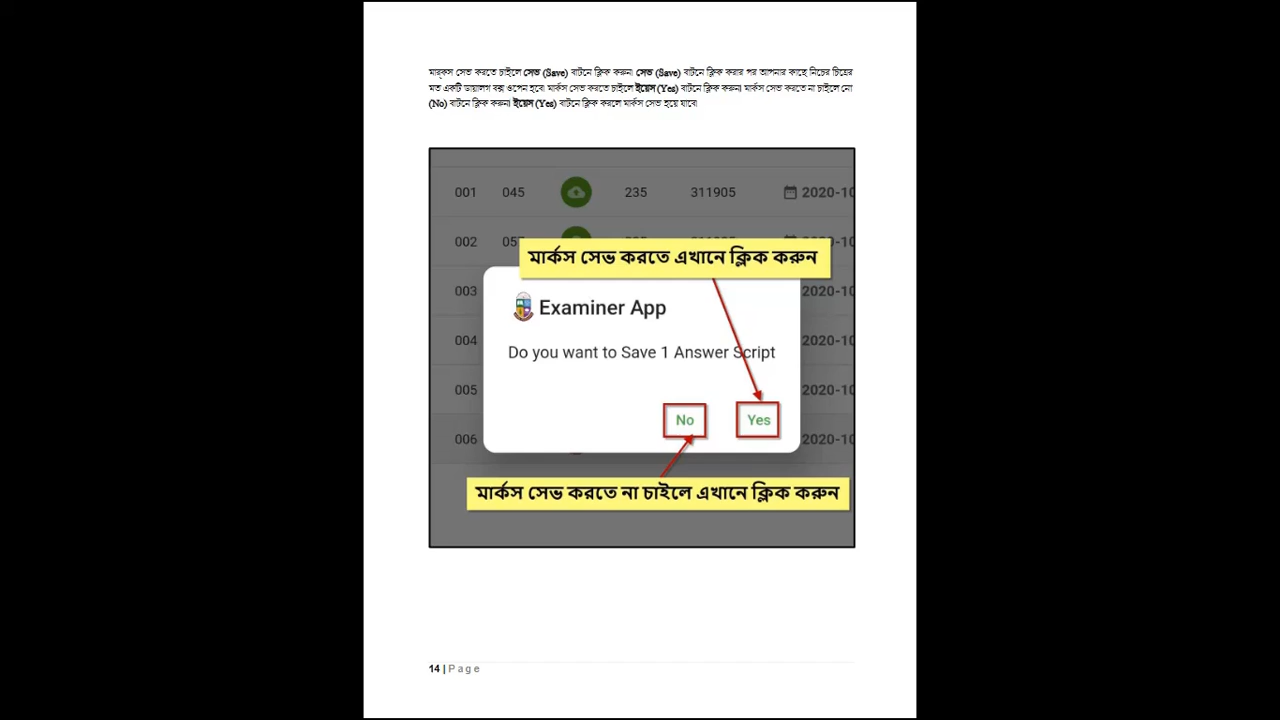 মার্কস সেভ করতে চাইলে সেভ (Save) বাটনে ক্লিক করুন। সেভ (Save) বাটনে ক্লিক করার পর আপনার কাছে নিচের চিত্রের
মত একটি ডায়ালগ বক্স ওপেন হবে। মার্কস সেভ করতে চাইলে ইয়েস (Yes) বাটনে ক্লিক করুন। মার্কস সেভ করতে না চাইলে নো
(No) বাটনে ক্লিক করুন। ইয়েস (Yes) বাটনে ক্লিক করলে মার্কস সেভ হয়ে যাবে।
001 045 235 311905 2020-10
002 05
মার্কস সেভ করতে এখানে ক্লিক করুন
003 2020-10
Examiner App
004 2020-10
Do you want to Save 1 Answer Script
005 2020-10
No Yes
006 2020-10
মার্কস সেভ করতে না চাইলে এখানে ক্লিক করুন
14 | Page